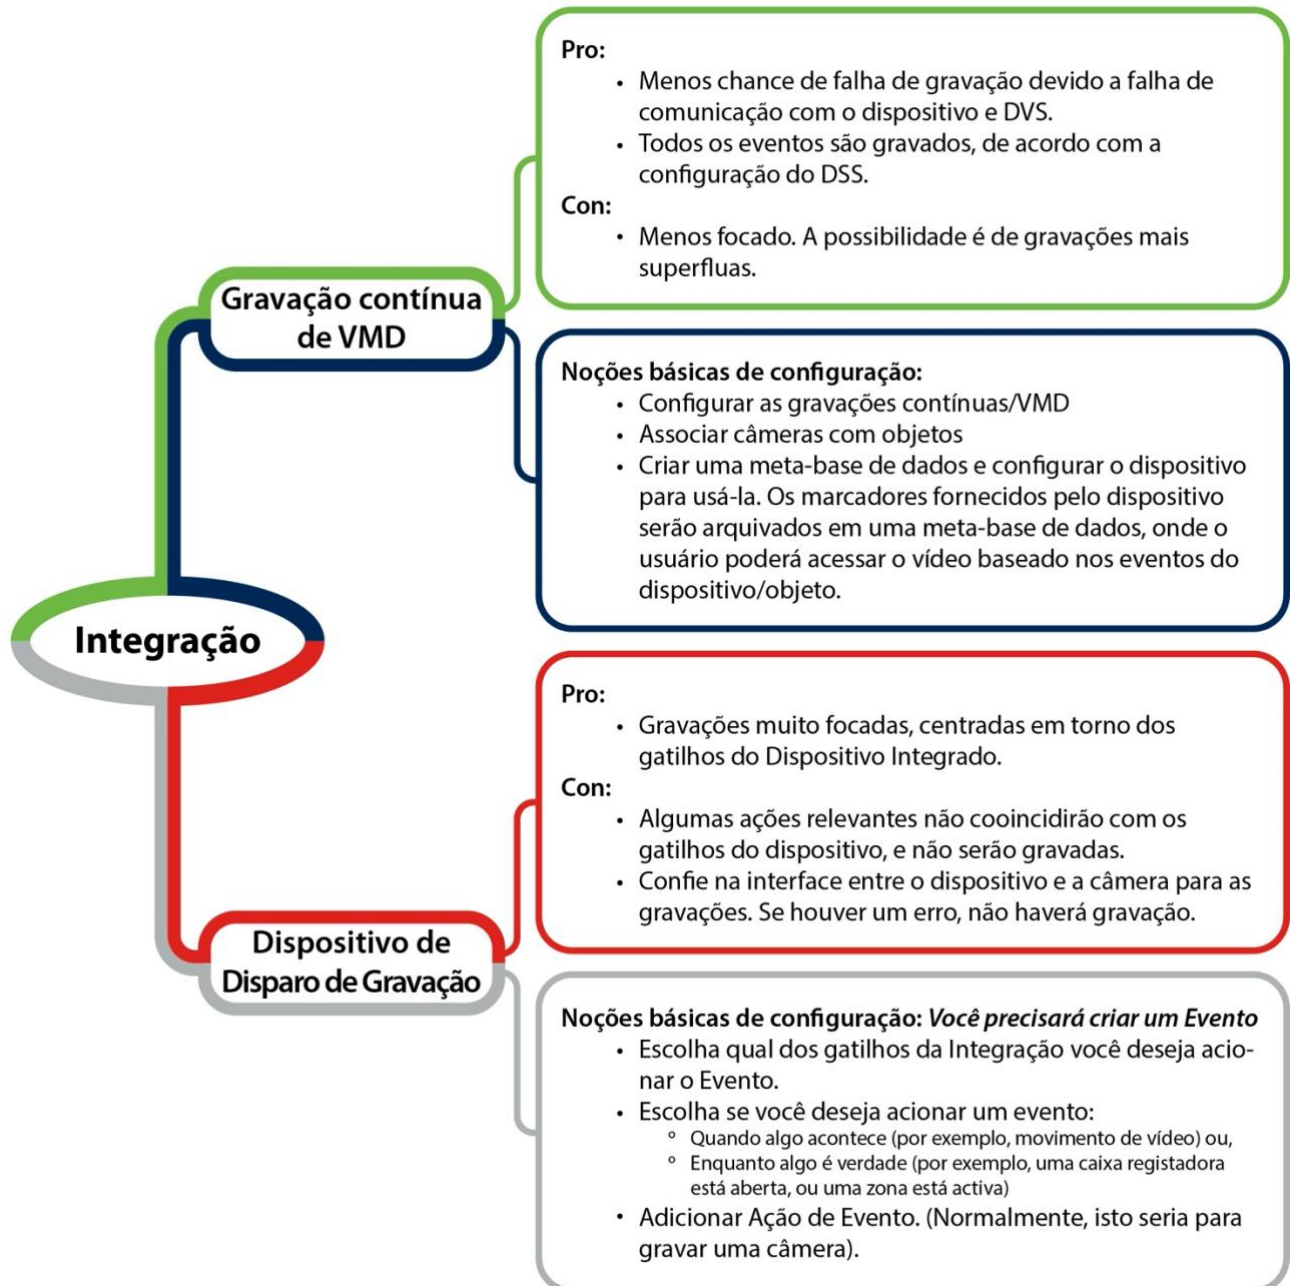 Integração
Gravação contínua
de VMD
Pro:
• Menos chance de falha de gravação devido a falha de
comunicação com o dispositivo e DVS.
• Todos os eventos são gravados, de acordo com a
configuração do DSS.
Con:
• Menos focado. A possibilidade é de gravações mais
superfluas.
Noções básicas de configuração:
• Configurar as gravações contínuas/VMD
• Associar câmeras com objetos
• Criar uma meta-base de dados e configurar o dispositivo
para usá-la. Os marcadores fornecidos pelo dispositivo
serão arquivados em uma meta-base de dados, onde o
usuário poderá acessar o vídeo baseado nos eventos do
dispositivo/objeto.
Dispositivo de
Disparo de Gravação
Pro:
• Gravações muito focadas, centradas em torno dos
gatilhos do Dispositivo Integrado.
Con:
• Algumas ações relevantes não cooincidirão com os
gatilhos do dispositivo, e não serão gravadas.
• Confie na interface entre o dispositivo e a câmera para as
gravações. Se houver um erro, não haverá gravação.
Noções básicas de configuração: Você precisará criar um Evento
• Escolha qual dos gatilhos da Integração você deseja acio-
nar o Evento.
• Escolha se você deseja acionar um evento:
° Quando algo acontece (por exemplo, movimento de vídeo) ou,
° Enquanto algo é verdade (por exemplo, uma caixa registadora
está aberta, ou uma zona está activa)
• Adicionar Ação de Evento. (Normalmente, isto seria para
gravar uma câmera).